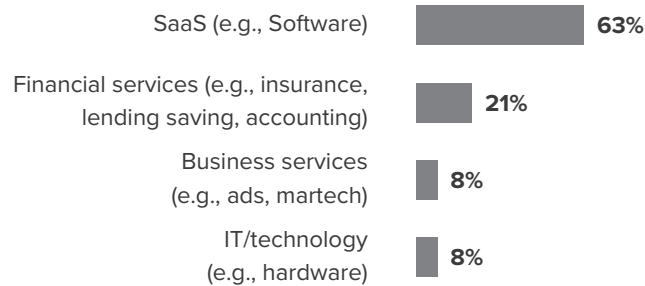 SaaS (e.g., Software)
63%
Financial services (e.g., insurance,
lending saving, accounting)
21%
Business services
(e.g., ads, martech)
8%
IT/technology
(e.g., hardware)
8%